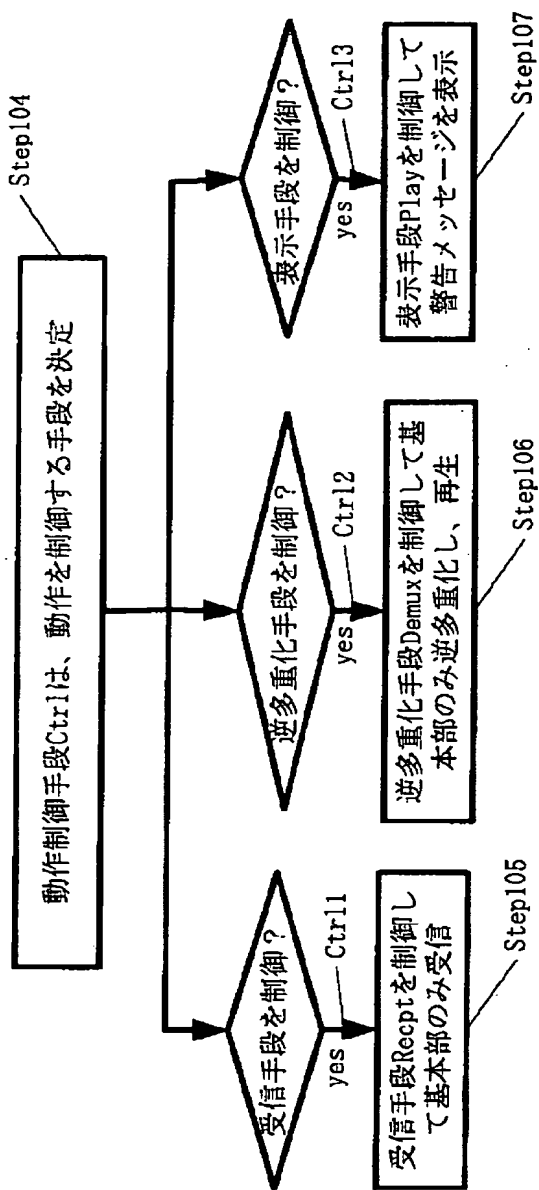 Step104
動作制御手段Ctrlは、動作を制御する手段を決定
受信手段を制御?
yes
Ctrl1
受信手段Recptを制御し
て基本部のみ受信
Step105
逆多重化手段を制御?
yes
Ctrl2
逆多重化手段Demuxを制御して基
本部のみ逆多重化し、再生
Step106
表示手段を制御?
yes
Ctrl3
表示手段Playを制御して
警告メッセージを表示
Step107